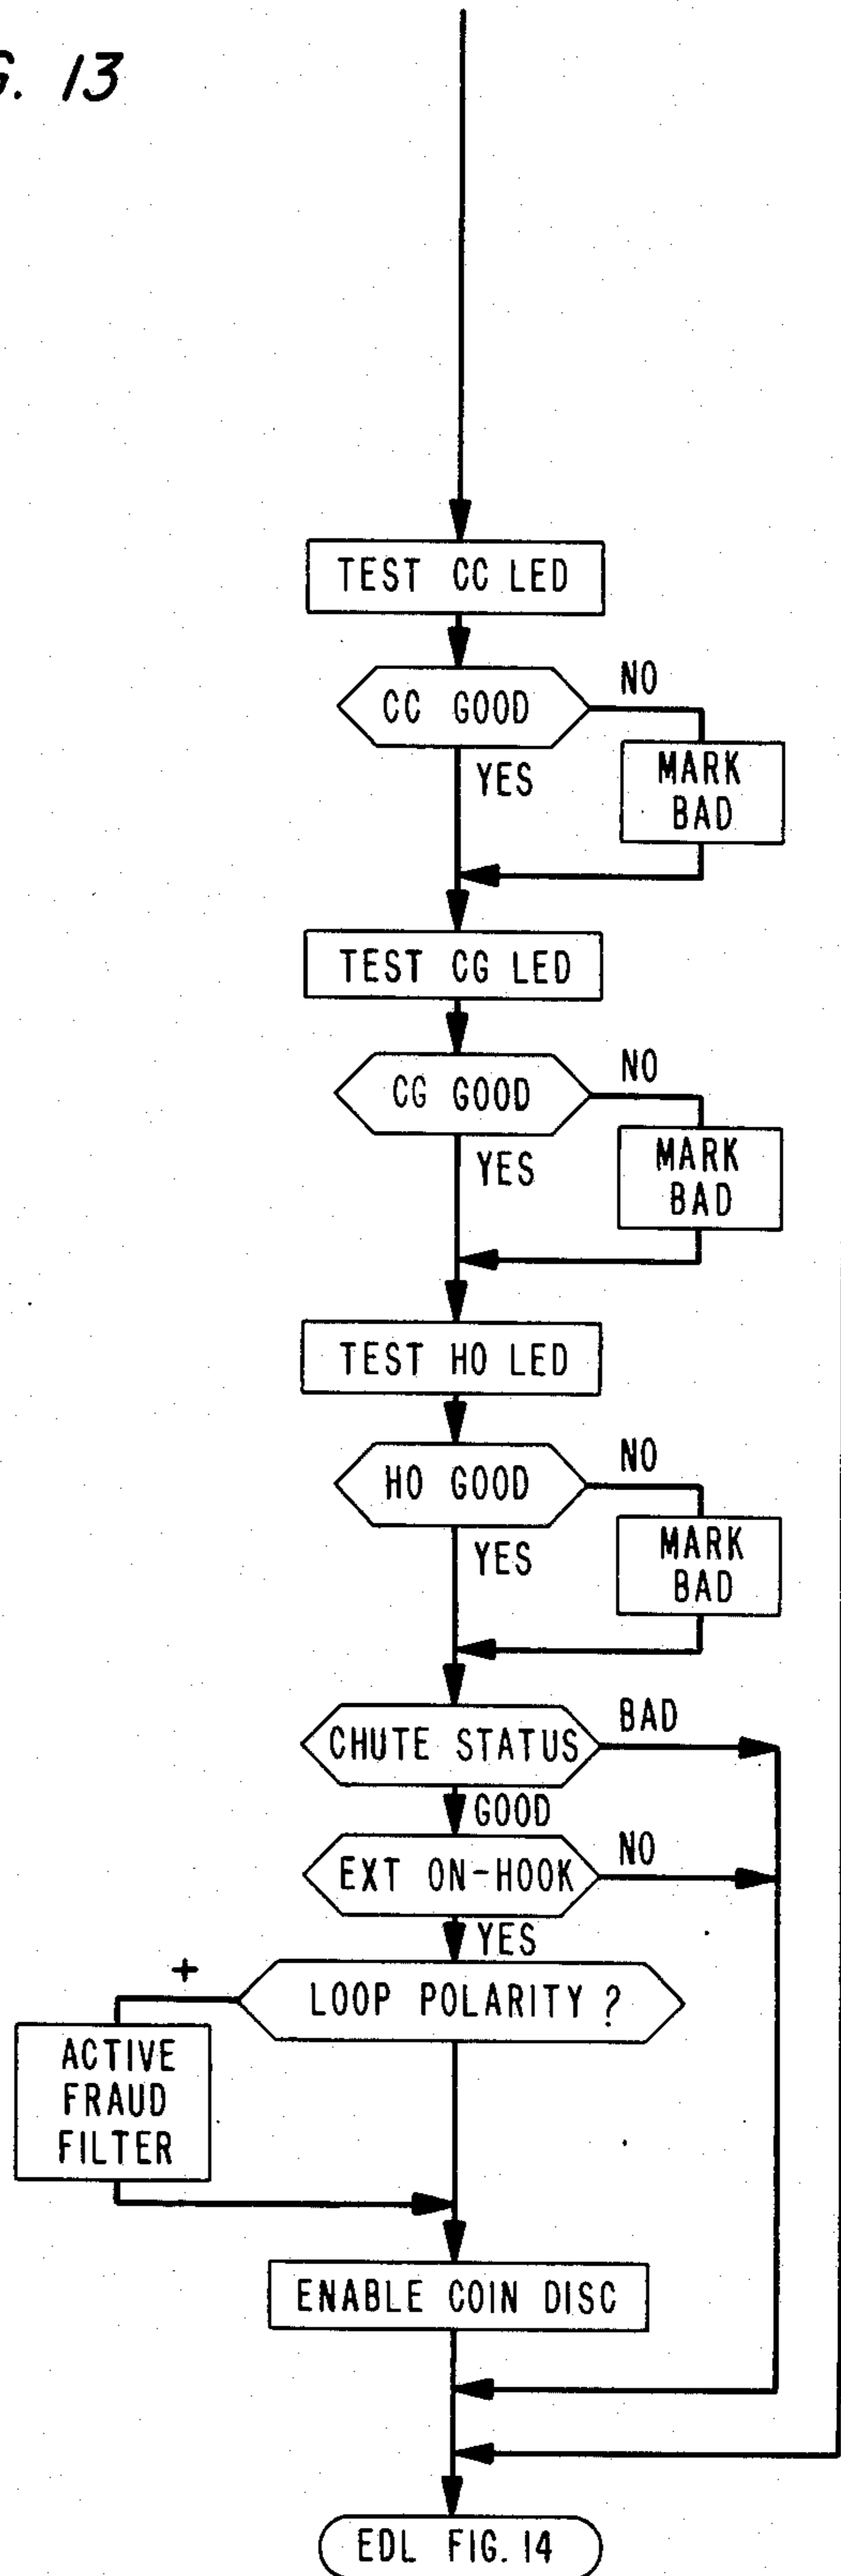 G. 13
TEST CC LED
CC GOOD
NO
YES
MARK
BAD
TEST CG LED
CG GOOD
NO
YES
MARK
BAD
TEST HO LED
HO GOOD
NO
YES
MARK
BAD
CHUTE STATUS
BAD
GOOD
EXT ON-HOOK
NO
YES
+
LOOP POLARITY ?
ACTIVE
FRAUD
FILTER
ENABLE COIN DISC
EDL FIG. 14